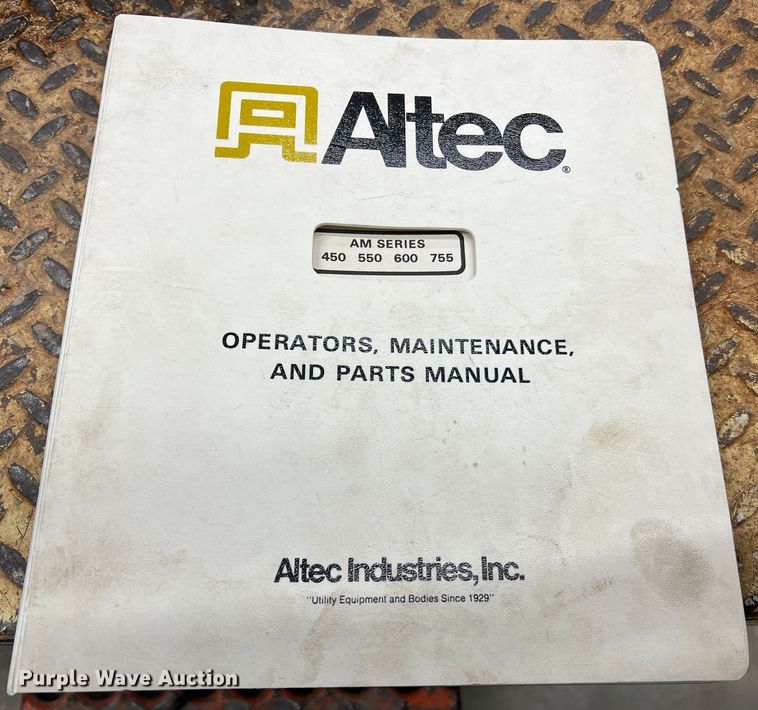 Altec®
AM SERIES
450 550 600 755
OPERATORS, MAINTENANCE,
AND PARTS MANUAL
Altec Industries, Inc.
"Utility Equipment and Bodies Since 1929"
Purple Wave Auction